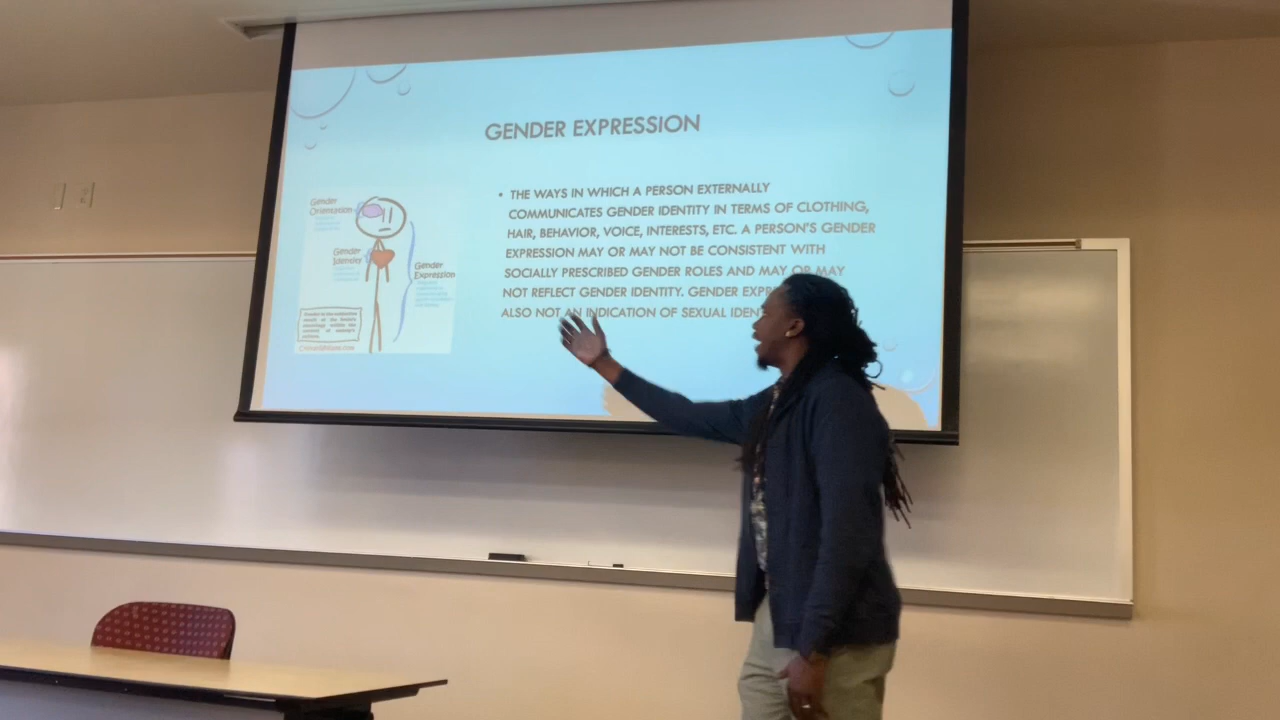 GENDER EXPRESSION
• THE WAYS IN WHICH A PERSON EXTERNALLY
COMMUNICATES GENDER IDENTITY IN TERMS OF CLOTHING,
HAIR, BEHAVIOR, VOICE, INTERESTS, ETC. A PERSON'S GENDER
EXPRESSION MAY OR MAY NOT BE CONSISTENT WITH
SOCIALLY PRESCRIBED GENDER ROLES AND MAY OR MAY
NOT REFLECT GENDER IDENTITY. GENDER EXPR
ALSO NOT AN INDICATION OF SEXUAL IDEN
Gender
Orientation
Gender
Identity
Gender
Expression